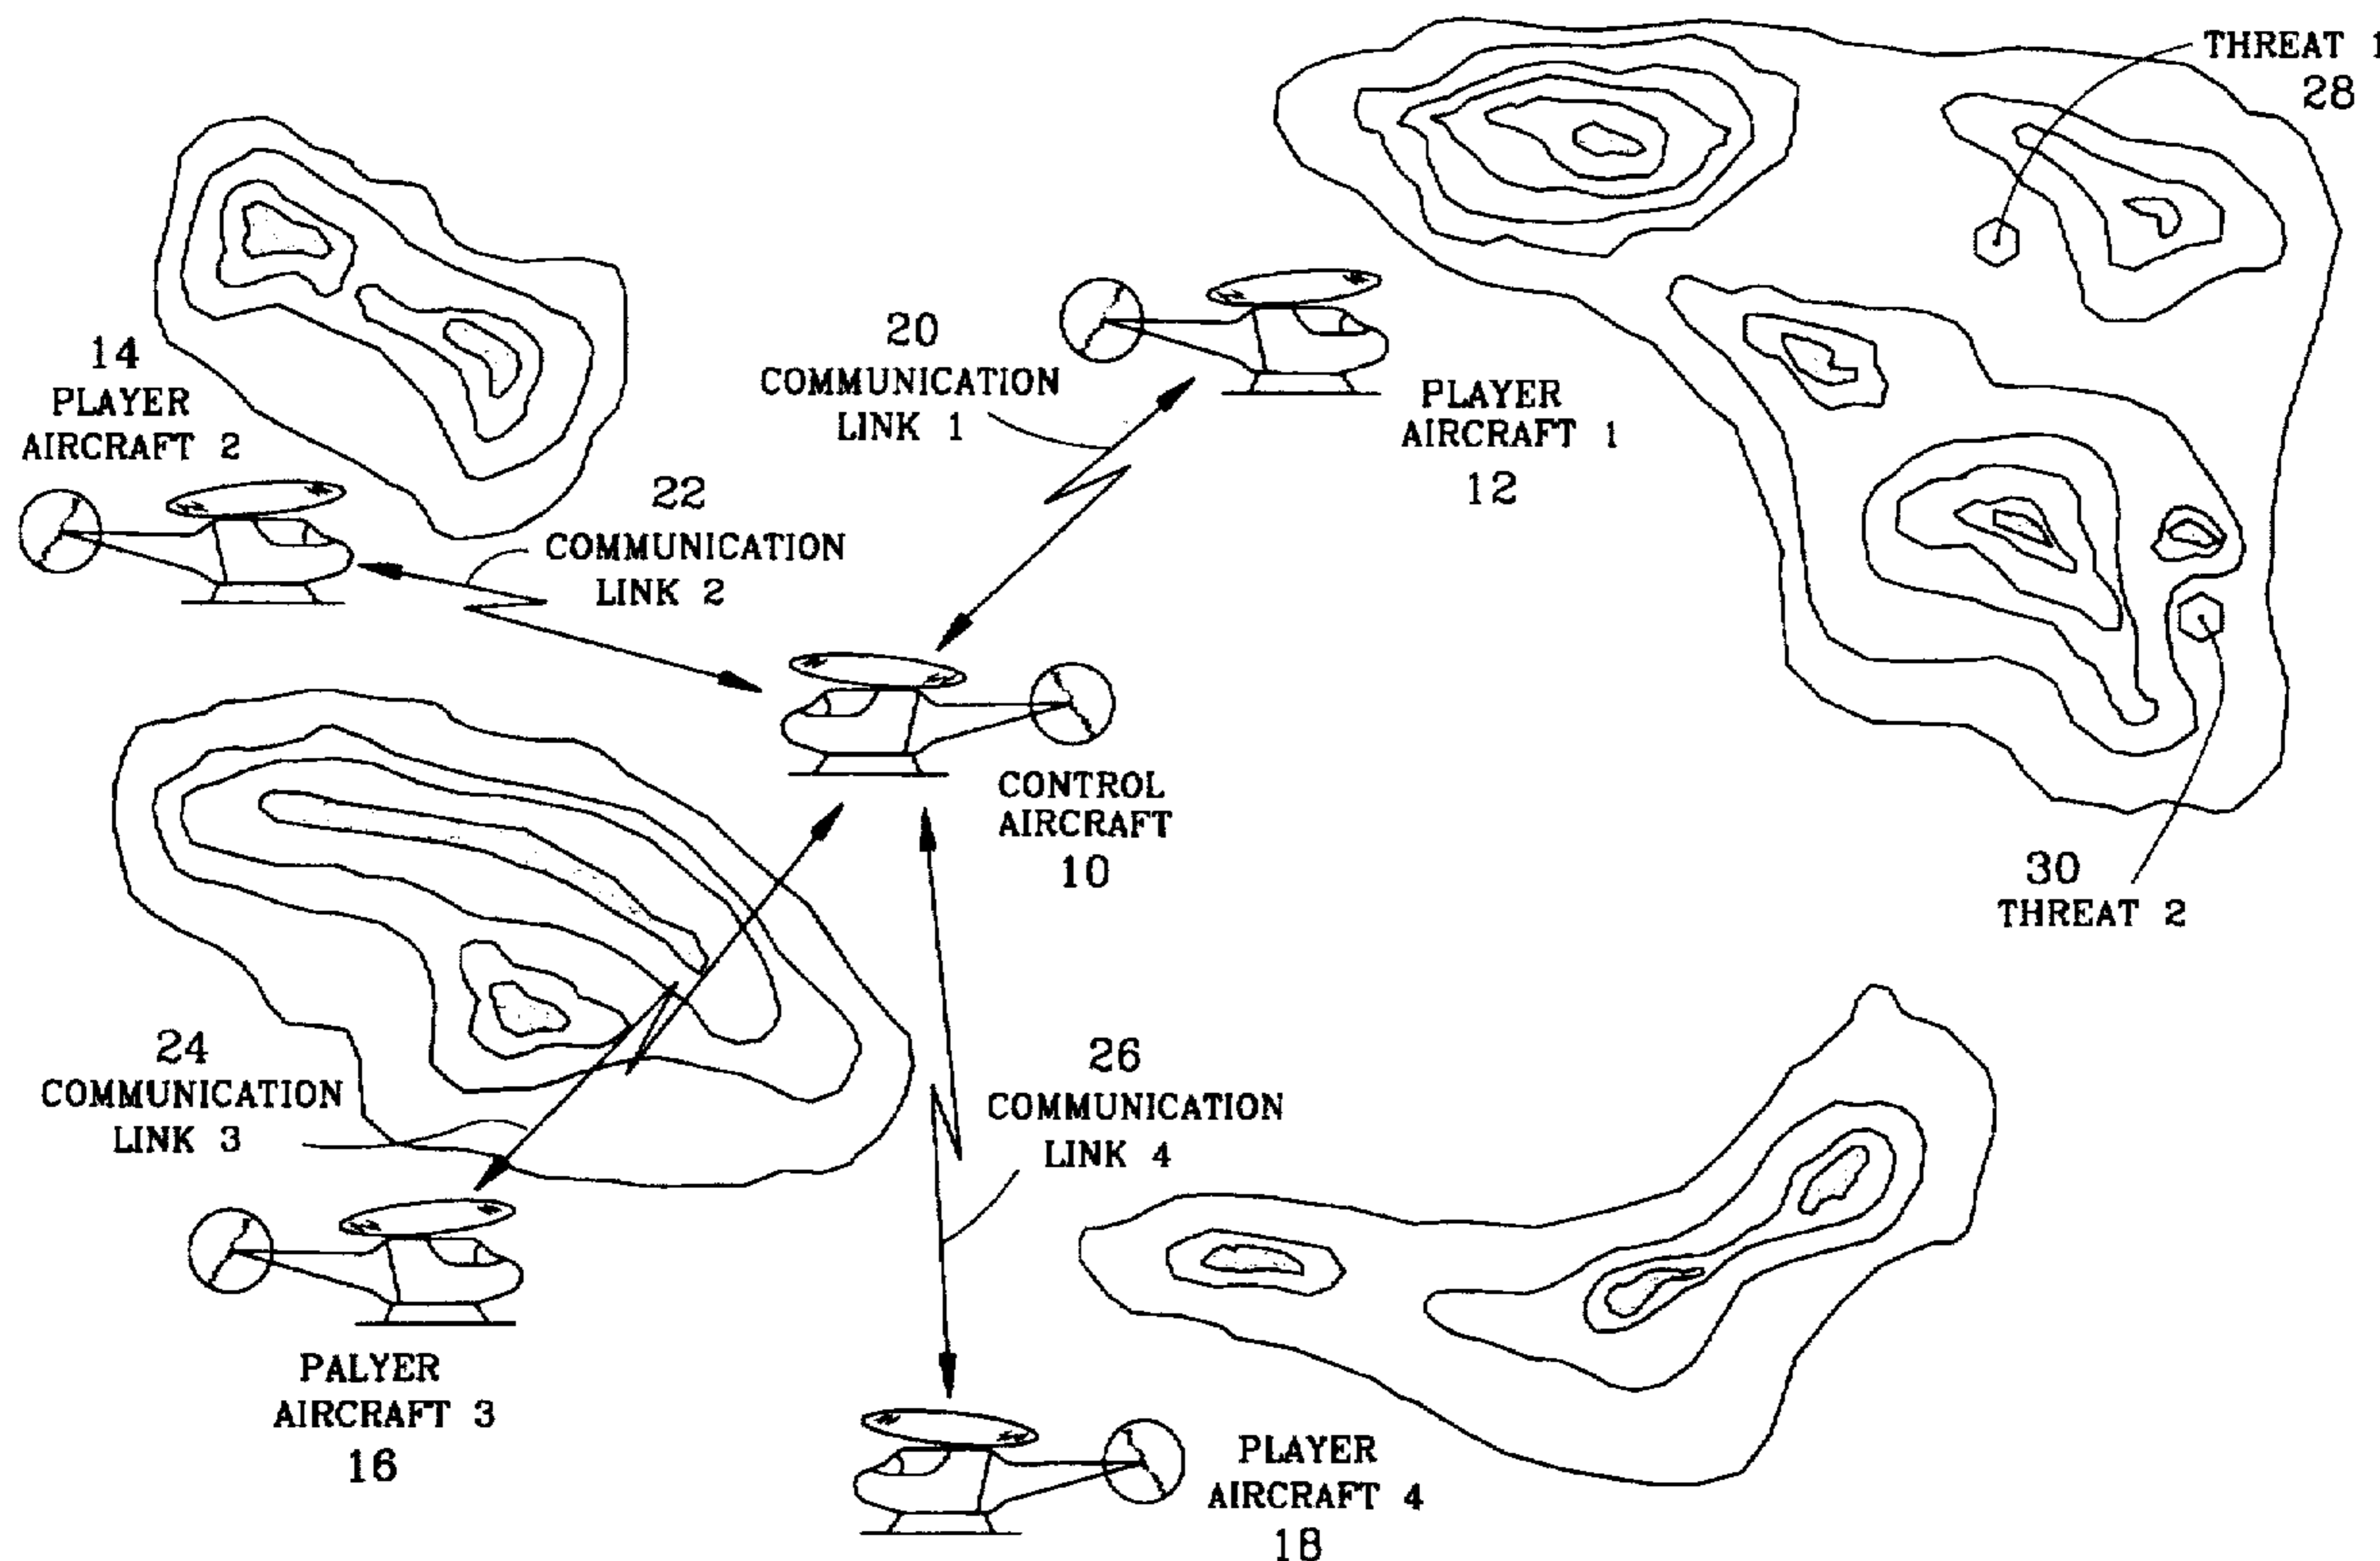 THREAT 1
28
14
PLAYER
AIRCRAFT 2
20
COMMUNICATION
LINK 1
PLAYER
AIRCRAFT 1
12
22
COMMUNICATION
LINK 2
CONTROL
AIRCRAFT
10
30
THREAT 2
24
COMMUNICATION
LINK 3
26
COMMUNICATION
LINK 4
PALYER
AIRCRAFT 3
16
PLAYER
AIRCRAFT 4
18